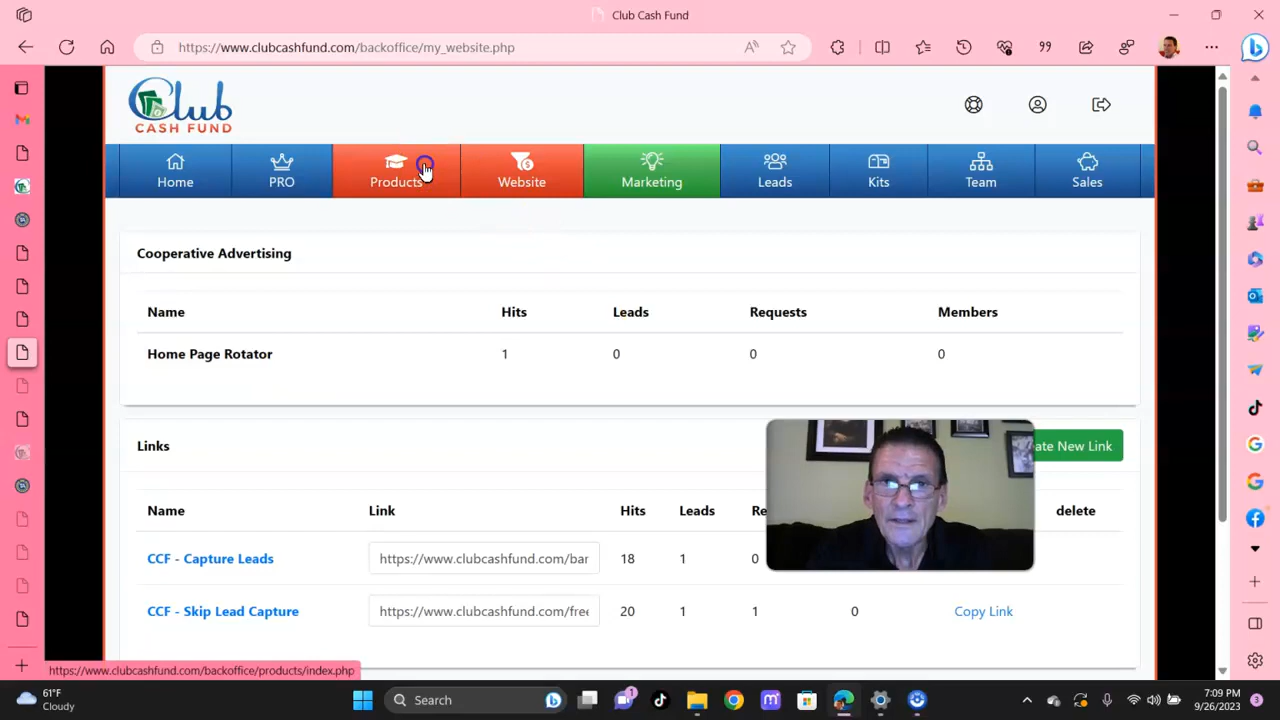 Club Cash Fund
https://www.clubcashfund.com/backoffice/my_website.php
Club
CASH FUND
Home
PRO
Products
Website
Marketing
Leads
Kits
Team
Sales
Cooperative Advertising
Name Hits Leads Requests Members
Home Page Rotator 1 0 0 0
Links
ate New Link
Name Link Hits Leads Re delete
CCF - Capture Leads https://www.clubcashfund.com/bar 18 1 0
CCF - Skip Lead Capture https://www.clubcashfund.com/free 20 1 1 0 Copy Link
https://www.clubcashfund.com/backoffice/products/index.php
61°F
Cloudy
Search
1
7:09 PM
9/26/2023
3